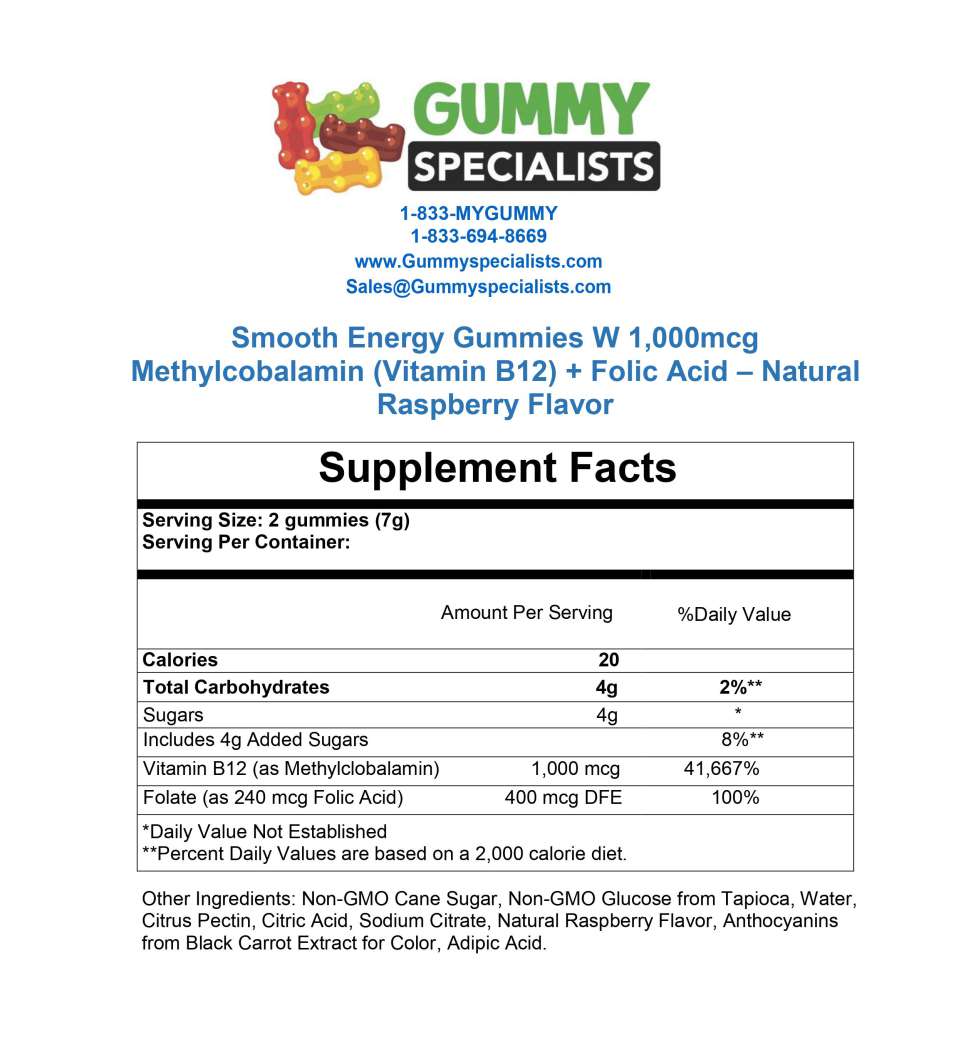 GUMMY
SPECIALISTS
1-833-MYGUMMY
1-833-694-8669
www.Gummyspecialists.com
Sales@Gummyspecialists.com
Smooth Energy Gummies W 1,000mcg
Methylcobalamin (Vitamin B12) + Folic Acid – Natural
Raspberry Flavor
Supplement Facts
Serving Size: 2 gummies (7g)
Serving Per Container:
Amount Per Serving %Daily Value
Calories 20
Total Carbohydrates 4g 2%**
Sugars 4g *
Includes 4g Added Sugars 8%**
Vitamin B12 (as Methylclobalamin) 1,000 mcg 41,667%
Folate (as 240 mcg Folic Acid) 400 mcg DFE 100%
*Daily Value Not Established
**Percent Daily Values are based on a 2,000 calorie diet.
Other Ingredients: Non-GMO Cane Sugar, Non-GMO Glucose from Tapioca, Water,
Citrus Pectin, Citric Acid, Sodium Citrate, Natural Raspberry Flavor, Anthocyanins
from Black Carrot Extract for Color, Adipic Acid.